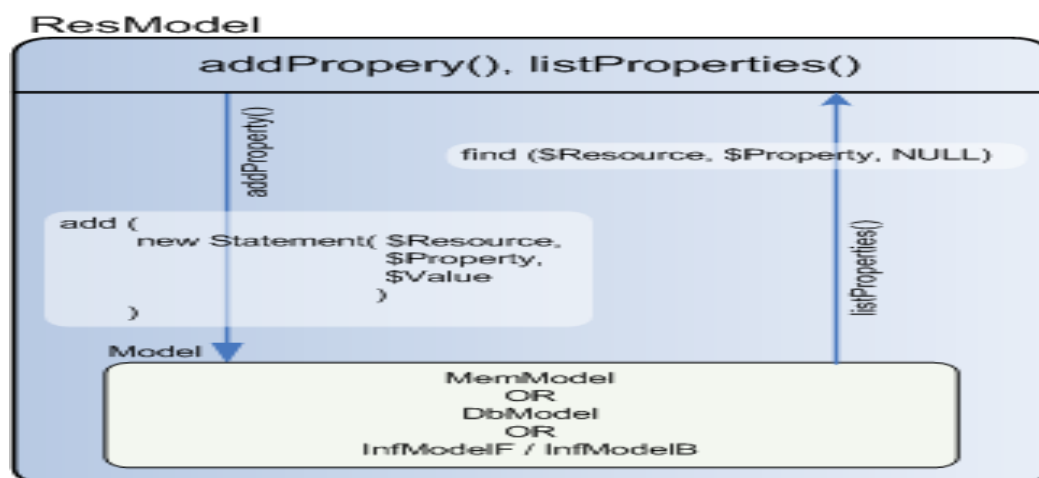 ResModel
addPropery(), listProperties()
addProperty()
find ($Resource, $Property, NULL)
add (
new Statement( $Resource,
$Property,
$Value
)
)
listProperties()
Model
MemModel
OR
DbModel
OR
InfModelF / InfModelB